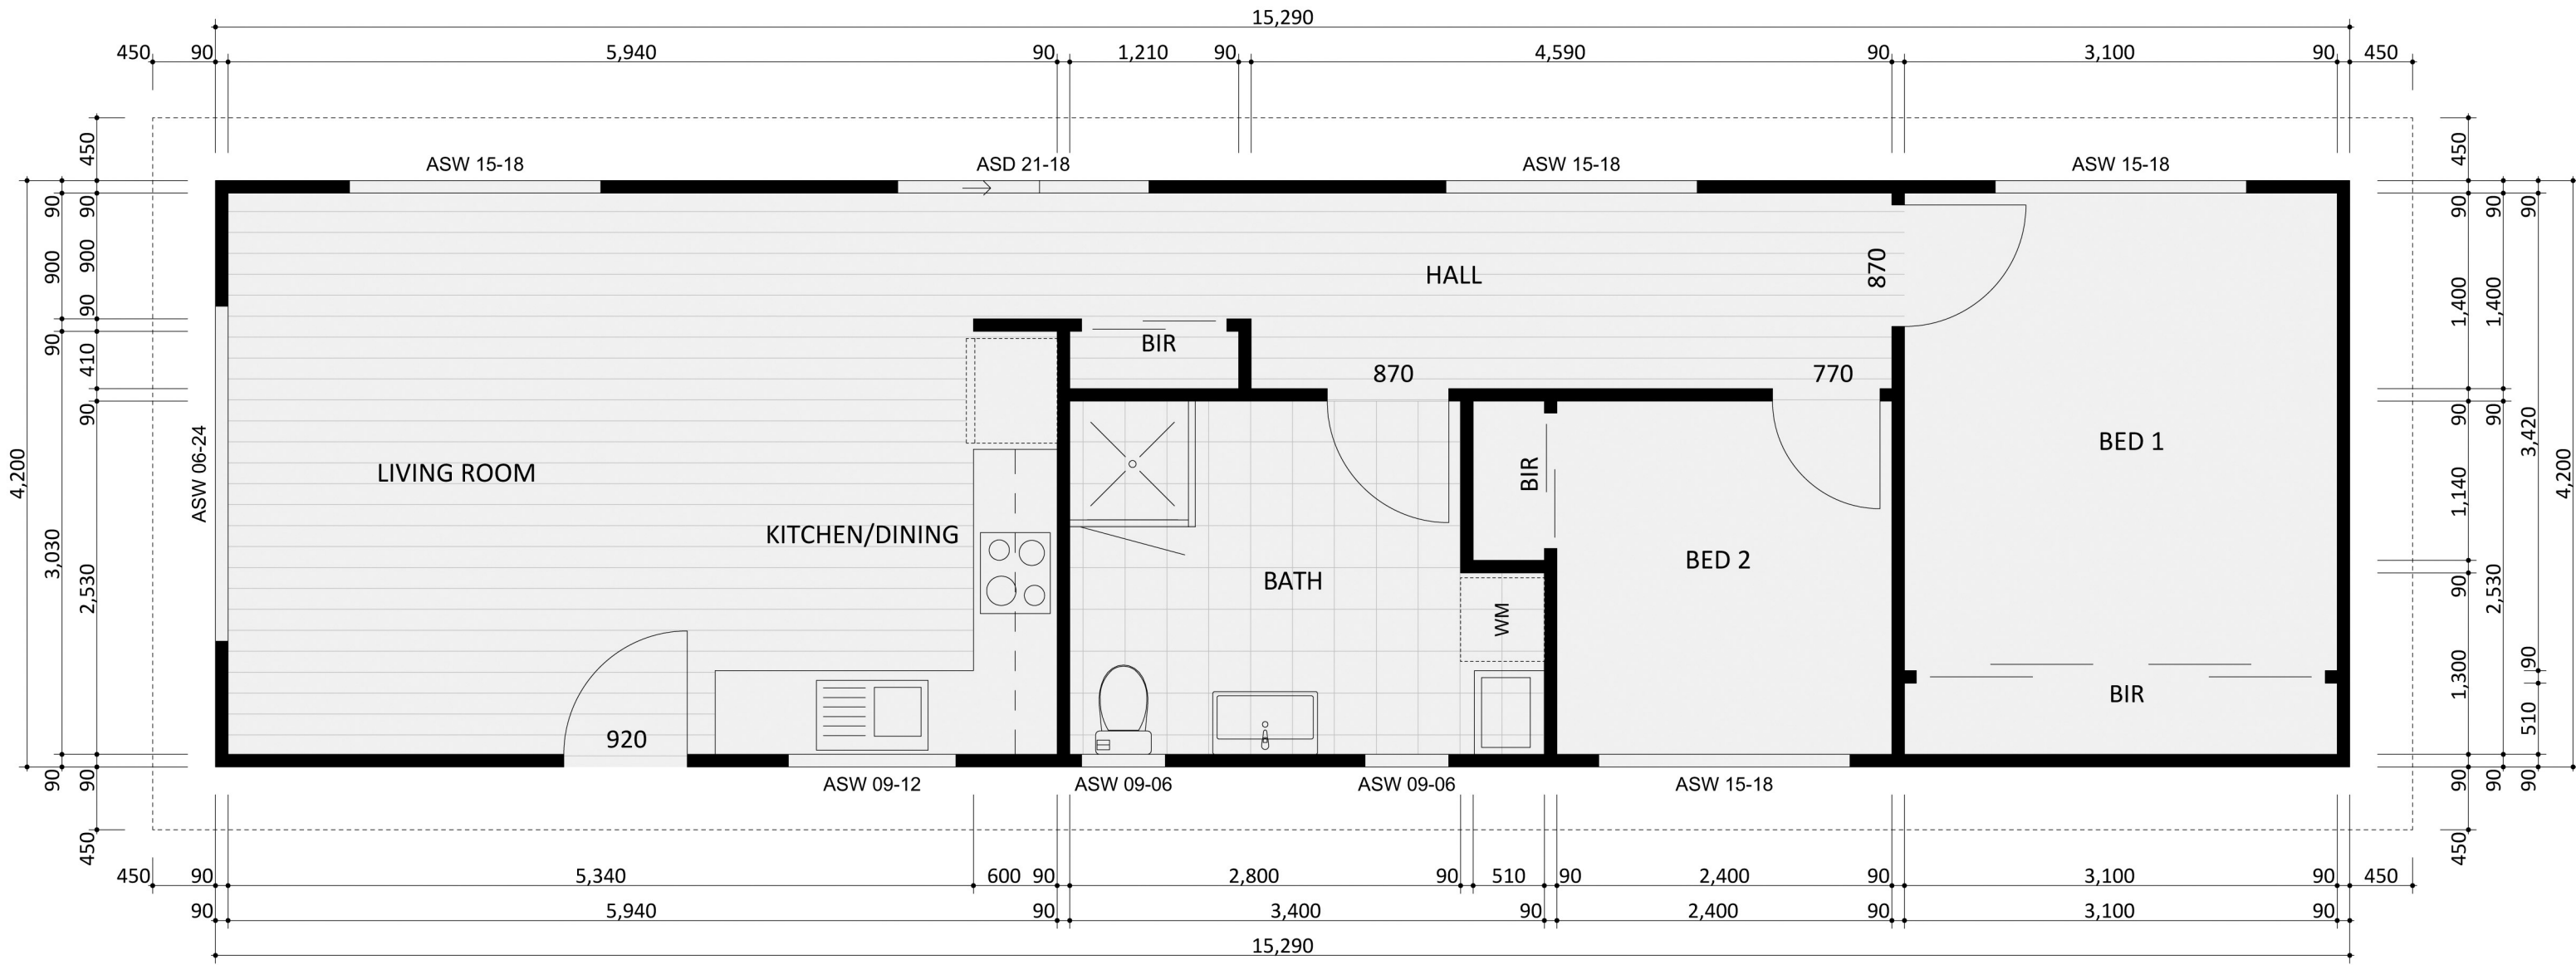 15,290
450 90 5,940 90 1,210 90 4,590 90 3,100 90 450
ASW 15-18 ASD 21-18 ASW 15-18 ASW 15-18
4,200
90 900 90 3,030 90
450 90 900 90 410 90 2,530 90 450
ASW 06-24
HALL
870
BIR
870
770
LIVING ROOM
KITCHEN/DINING
BIR
BED 1
BED 2
BATH
WM
BIR
920
450 90 1,400 90 1,140 90 1,300 90 450
90 1,400 90 2,530 90
90 3,420 90 510 90
4,200
ASW 09-12 ASW 09-06 ASW 09-06 ASW 15-18
450 90 5,340 600 90 2,800 90 510 90 2,400 90 3,100 90 450
90 5,940 90 3,400 90 2,400 90 3,100 90
15,290